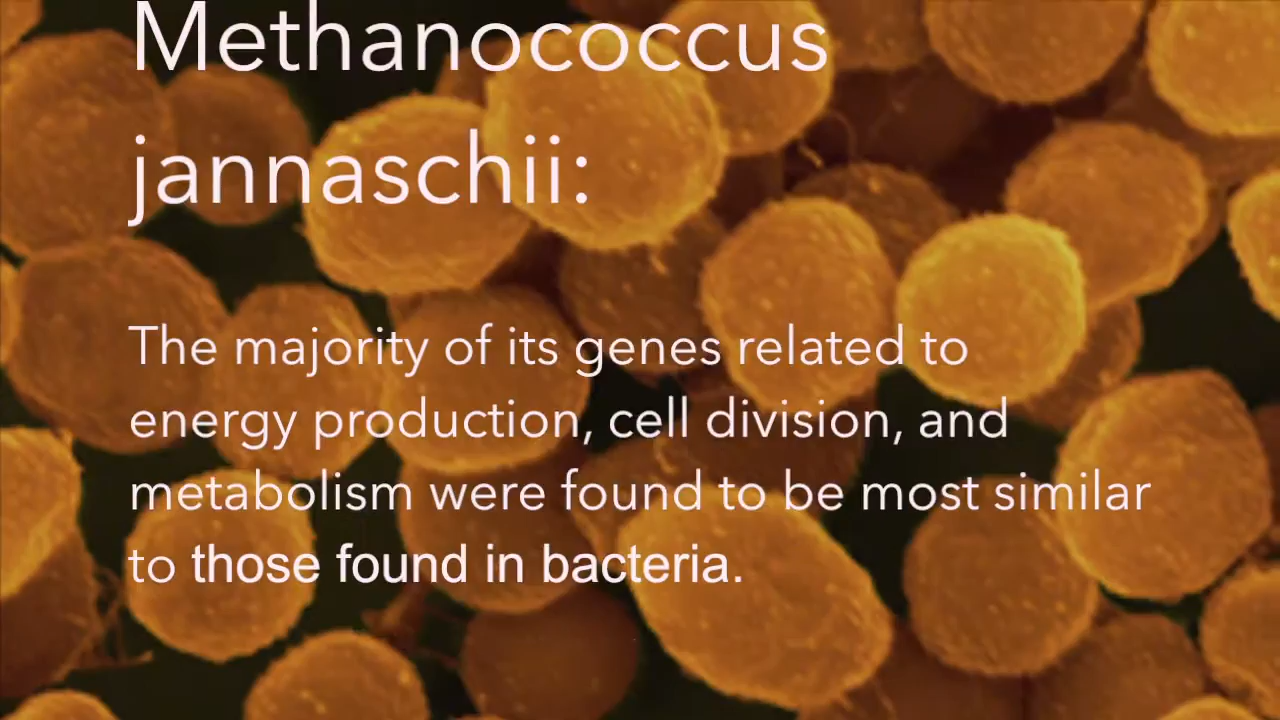 Methanococcus
jannaschii:
The majority of its genes related to
energy production, cell division, and
metabolism were found to be most similar
to those found in bacteria.